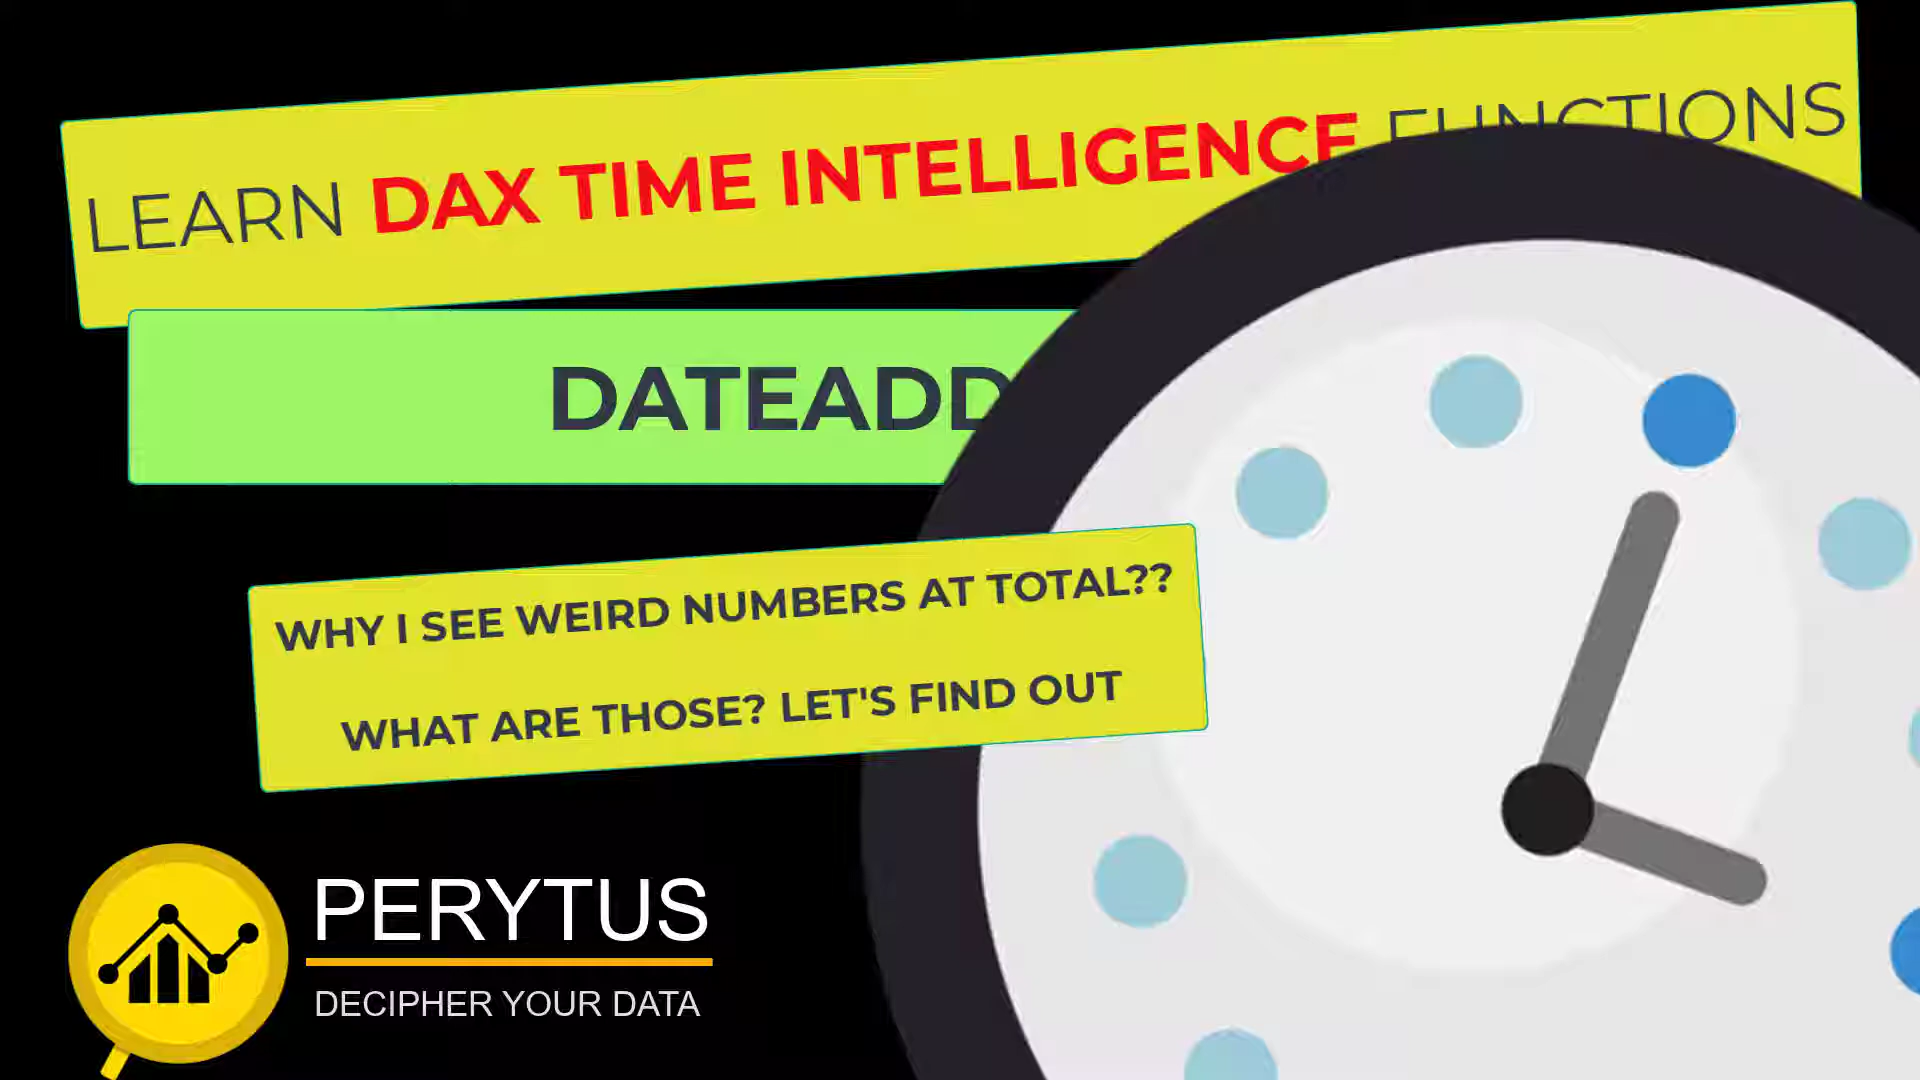 LEARN DAX TIME INTELLIGENCE FUNCTIONS
DATEADD
WHY I SEE WEIRD NUMBERS AT TOTAL??
WHAT ARE THOSE? LET'S FIND OUT
PERYTUS
DECIPHER YOUR DATA